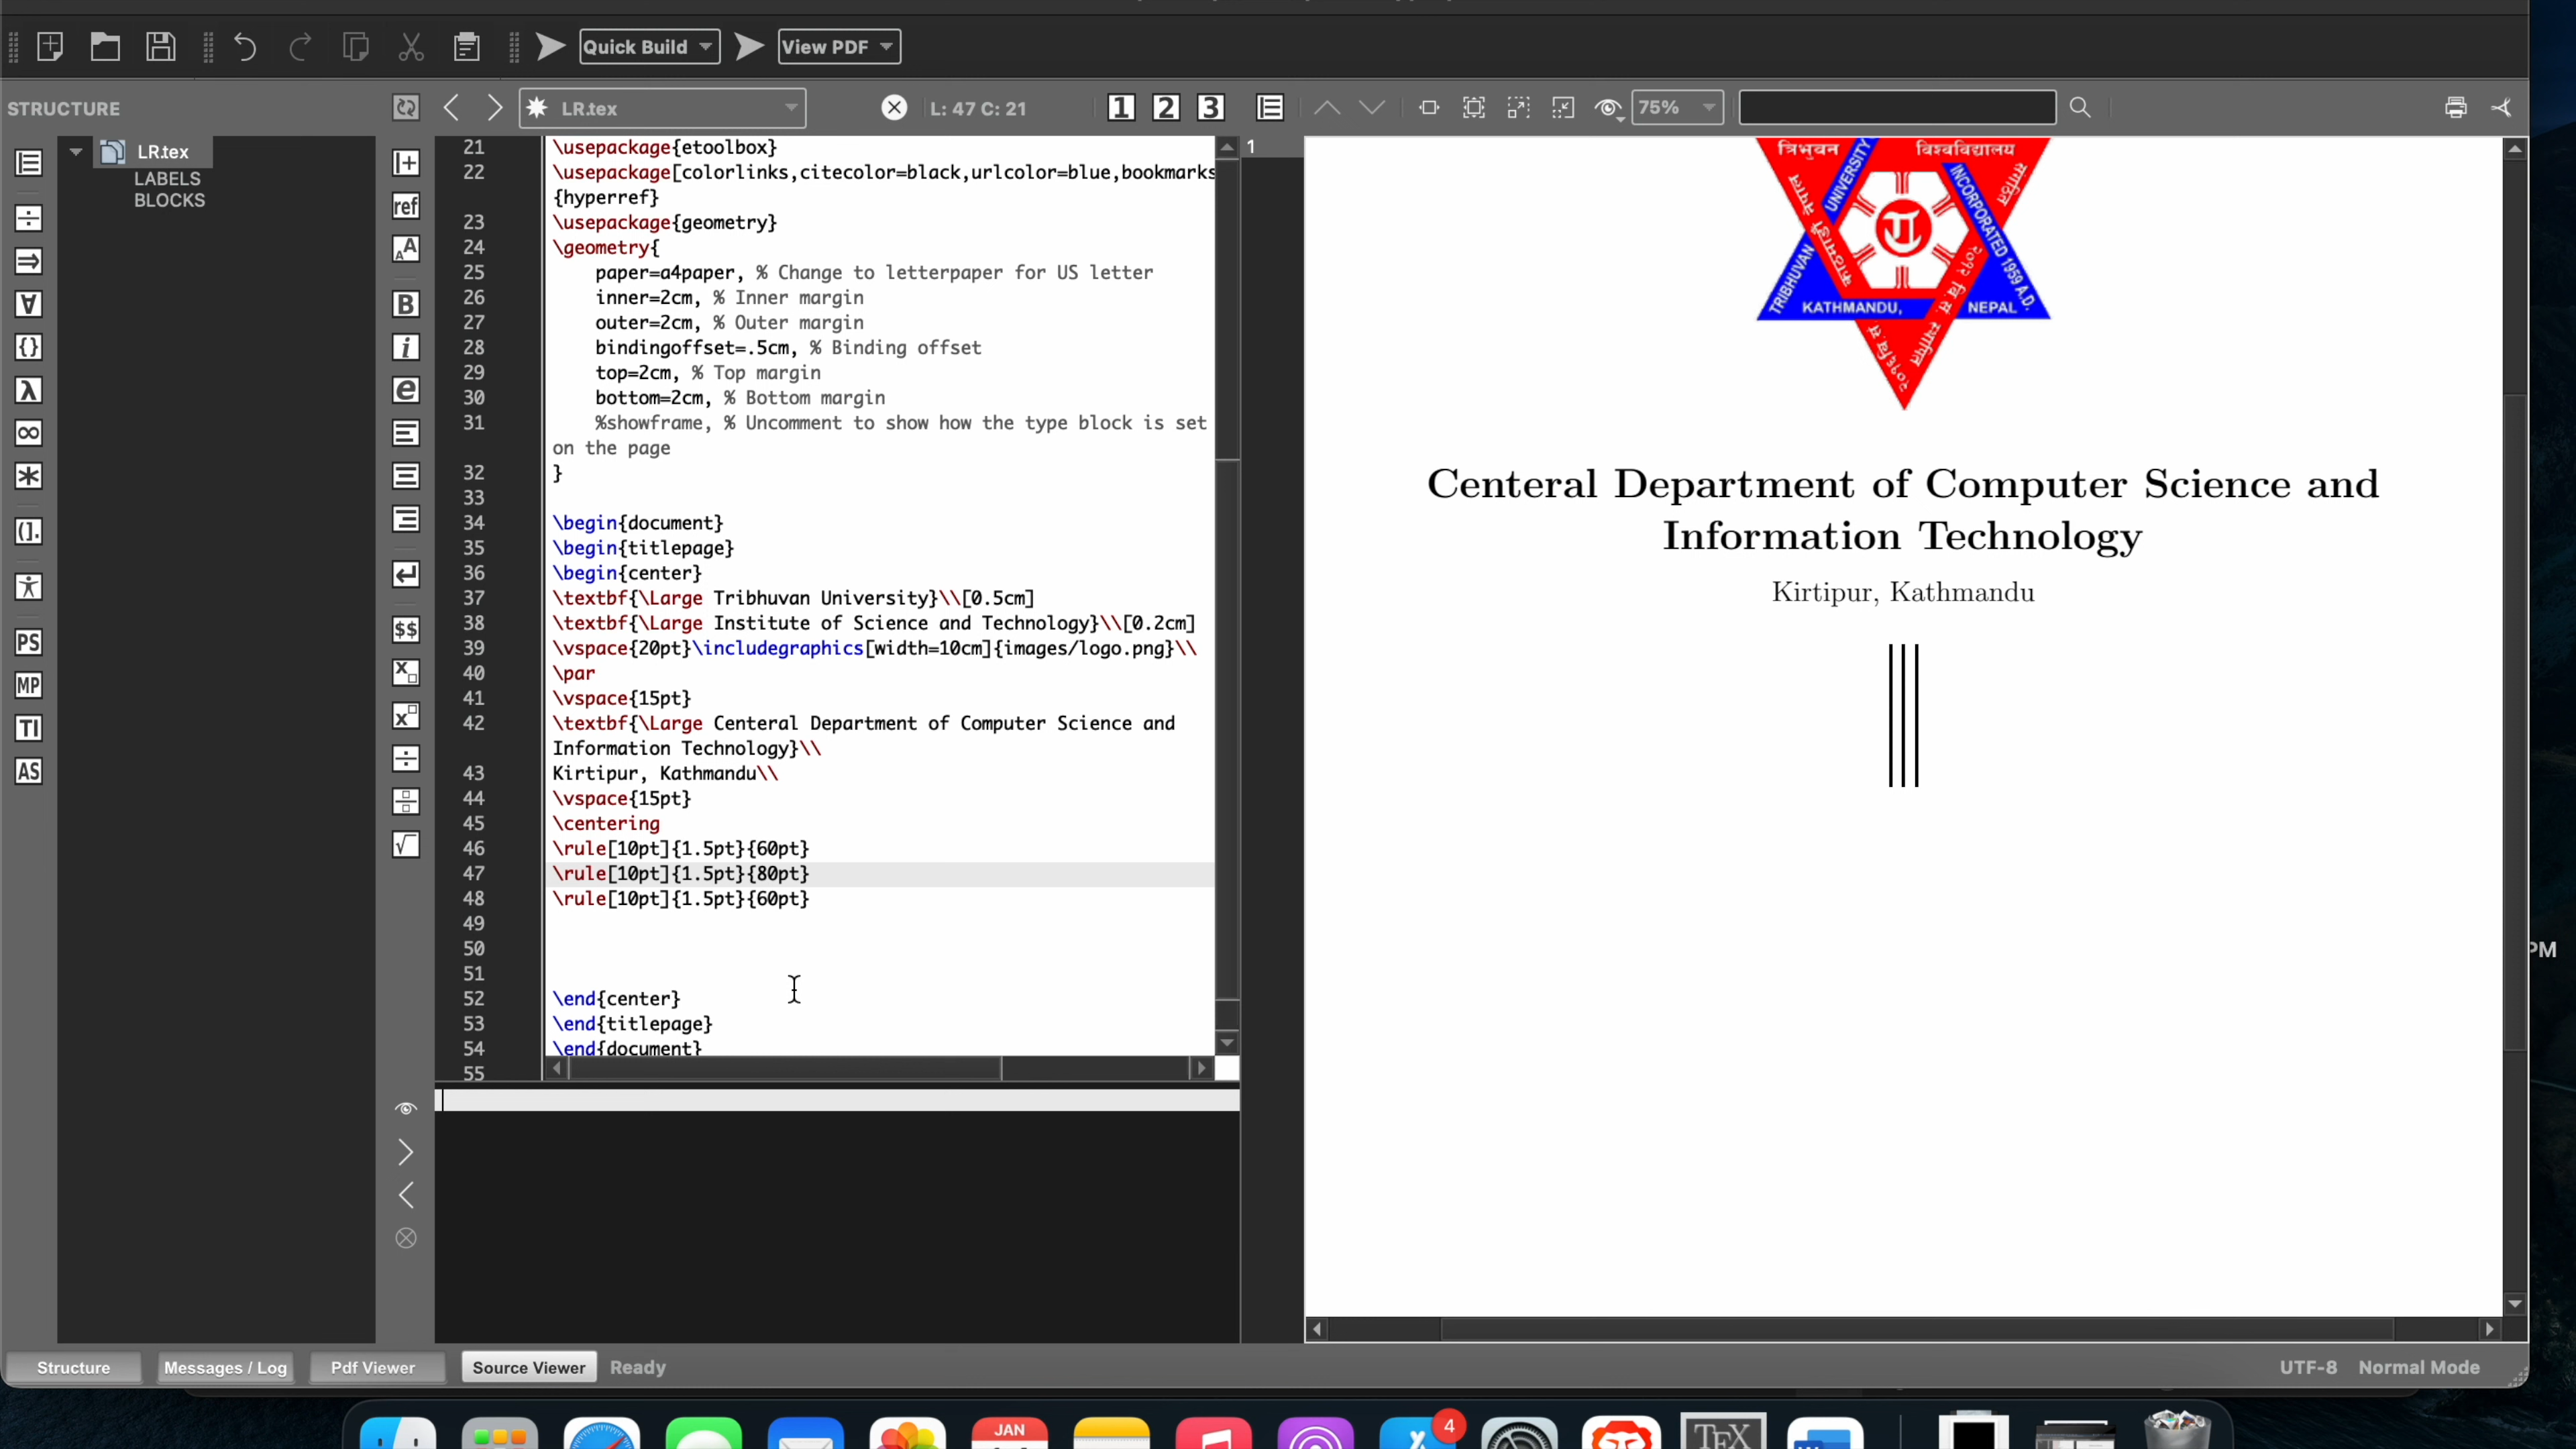 Quick Build
View PDF
STRUCTURE
LR.tex
L: 47 C: 21
1 2 3
75%
LR.tex
LABELS
BLOCKS
ref
PS
MP
TI
AS
21 \usepackage{etoolbox}
22 \usepackage[colorlinks,citecolor=black,urlcolor=blue,bookmarks
{hyperref}
23 \usepackage{geometry}
24 \geometry{
25 paper=a4paper, % Change to letterpaper for US letter
26 inner=2cm, % Inner margin
27 outer=2cm, % Outer margin
28 bindingoffset=.5cm, % Binding offset
29 top=2cm, % Top margin
30 bottom=2cm, % Bottom margin
31 %showframe, % Uncomment to show how the type block is set
on the page
32 }
33
34 \begin{document}
35 \begin{titlepage}
36 \begin{center}
37 \textbf{\Large Tribhuvan University}\\[0.5cm]
38 \textbf{\Large Institute of Science and Technology}\\[0.2cm]
39 \vspace{20pt}\includegraphics[width=10cm]{images/logo.png}\\
40 \par
41 \vspace{15pt}
42 \textbf{\Large Centeral Department of Computer Science and
Information Technology}\\
43 Kirtipur, Kathmandu\\
44 \vspace{15pt}
45 \centering
46 \rule[10pt]{1.5pt}{60pt}
47 \rule[10pt]{1.5pt}{80pt}
48 \rule[10pt]{1.5pt}{60pt}
49
50
51
52 \end{center}
53 \end{titlepage}
54 \end{document}
55
1
त्रिभुवन विश्वविद्यालय
TRIBHUVAN UNIVERSITY
INCORPORATED 1959 A.D.
KATHMANDU, NEPAL
Centeral Department of Computer Science and
Information Technology
Kirtipur, Kathmandu
PM
Structure
Messages / Log
Pdf Viewer
Source Viewer
Ready
UTF-8
Normal Mode
JAN
4
TEX